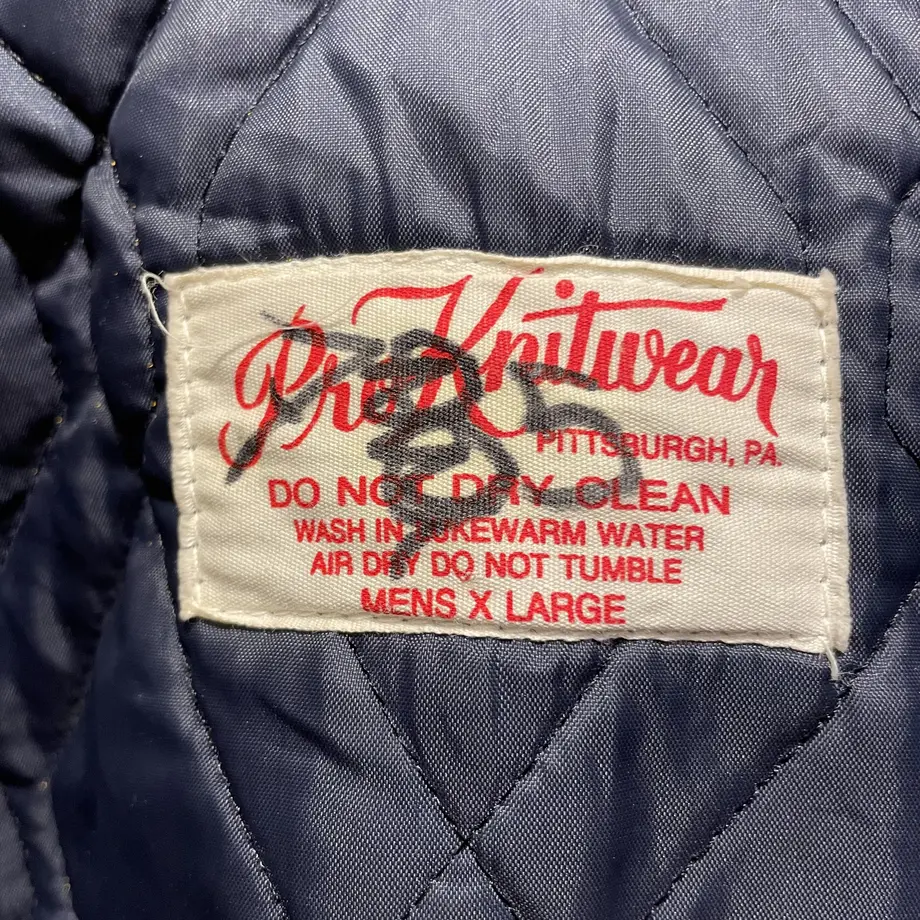 Pro Knitwear
PITTSBURGH, PA.
DO NOT DRY CLEAN
WASH IN LUKEWARM WATER
AIR DRY DO NOT TUMBLE
MENS X LARGE